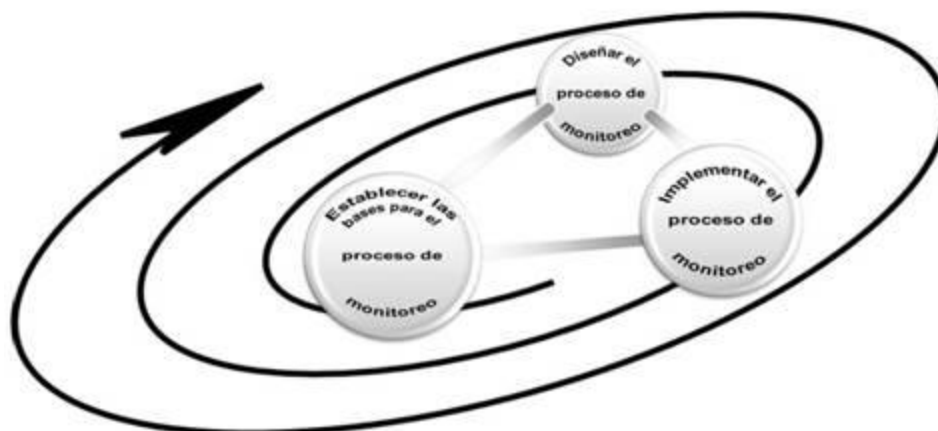 Diseñar el
proceso de
monitoreo
Establecer las
bases para el
proceso de
monitoreo
Implementar el
proceso de
monitoreo